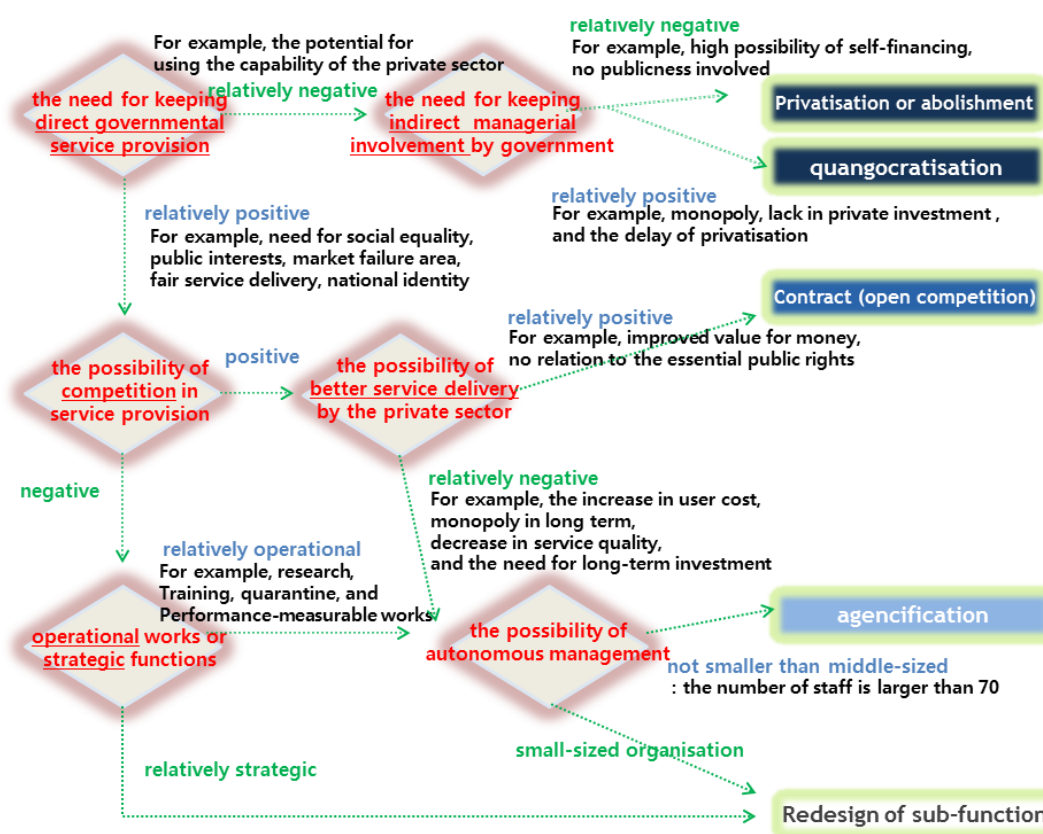 For example, the potential for
using the capability of the private sector
relatively negative
the need for keeping
direct governmental
service provision
the need for keeping
indirect managerial
involvement by government
relatively negative
For example, high possibility of self-financing,
no publicness involved
Privatisation or abolishment
quangocratisation
relatively positive
For example, monopoly, lack in private investment ,
and the delay of privatisation
relatively positive
For example, need for social equality,
public interests, market failure area,
fair service delivery, national identity
Contract (open competition)
relatively positive
For example, improved value for money,
no relation to the essential public rights
the possibility of
competition in
service provision
positive
the possibility of
better service delivery
by the private sector
negative
relatively negative
For example, the increase in user cost,
monopoly in long term,
decrease in service quality,
and the need for long-term investment
relatively operational
For example, research,
Training, quarantine, and
Performance-measurable works
operational works or
strategic functions
the possibility of
autonomous management
agencification
not smaller than middle-sized
: the number of staff is larger than 70
small-sized organisation
relatively strategic
Redesign of sub-function